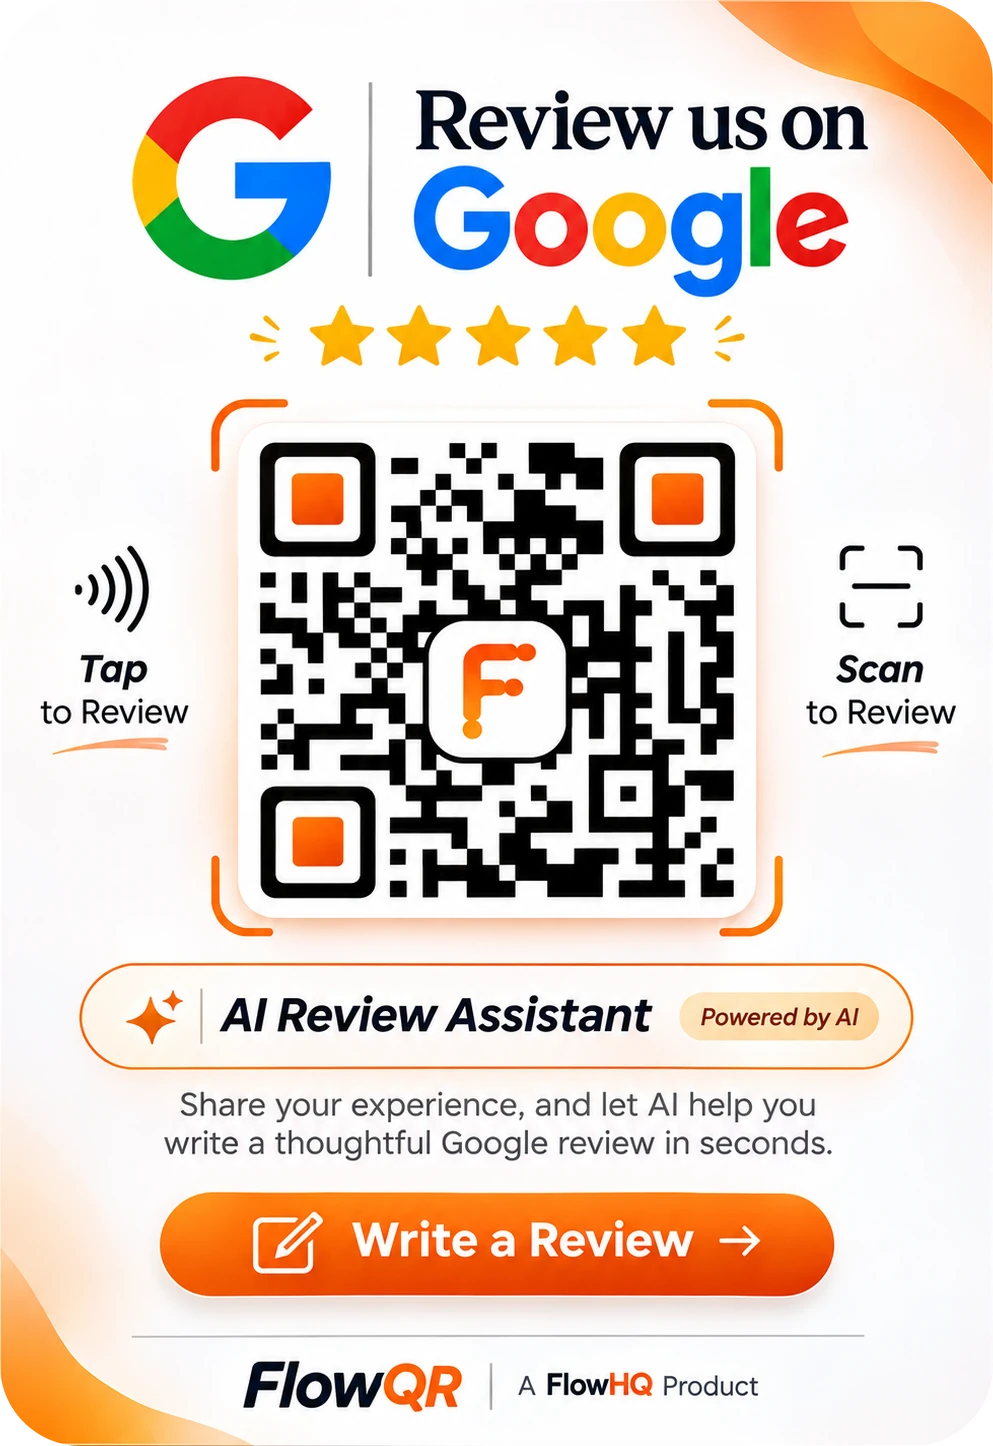 G
Review us on
Google
F
Tap
to Review
Scan
to Review
AI Review Assistant
Powered by AI
Share your experience, and let AI help you
write a thoughtful Google review in seconds.
Write a Review →
FlowQR
A FlowHQ Product